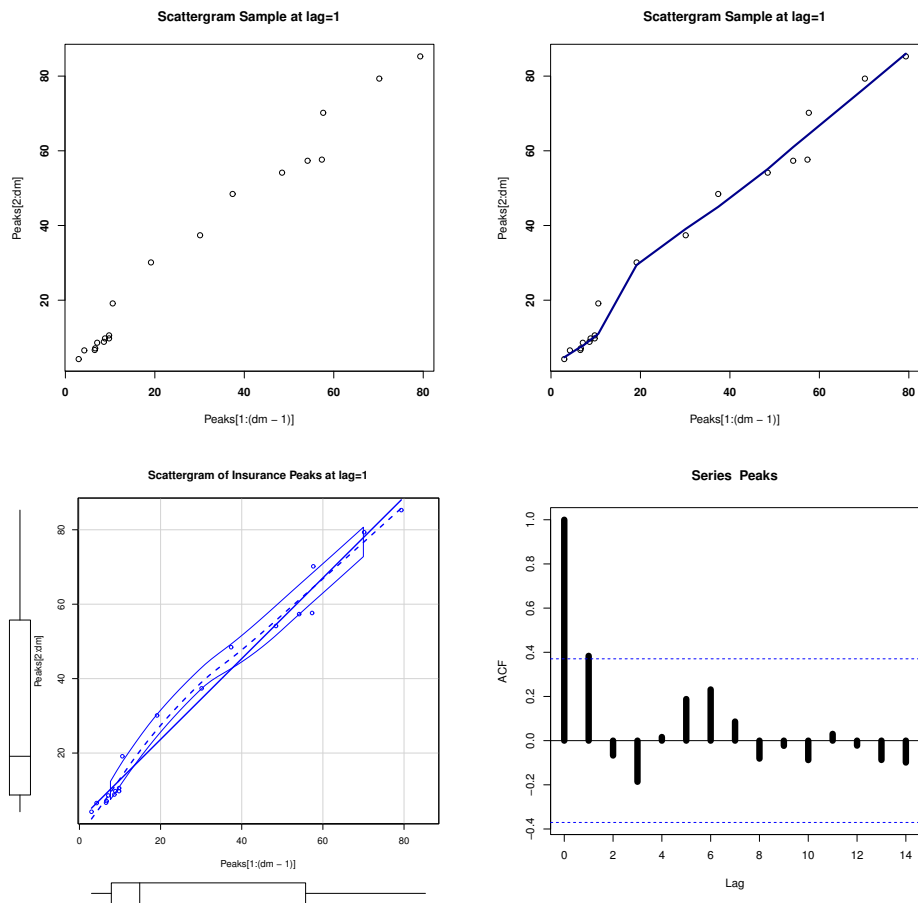 Scattergram Sample at lag=1
Peaks[2:dm]
80
60
40
20
0 20 40 60 80
Peaks[1:(dm − 1)]
Scattergram Sample at lag=1
Peaks[2:dm]
80
60
40
20
0 20 40 60 80
Peaks[1:(dm − 1)]
Scattergram of Insurance Peaks at lag=1
Peaks[2:dm]
80
60
40
20
0 20 40 60 80
Peaks[1:(dm − 1)]
Series Peaks
ACF
1.0
0.8
0.6
0.4
0.2
0.0
−0.2
−0.4
0 2 4 6 8 10 12 14
Lag